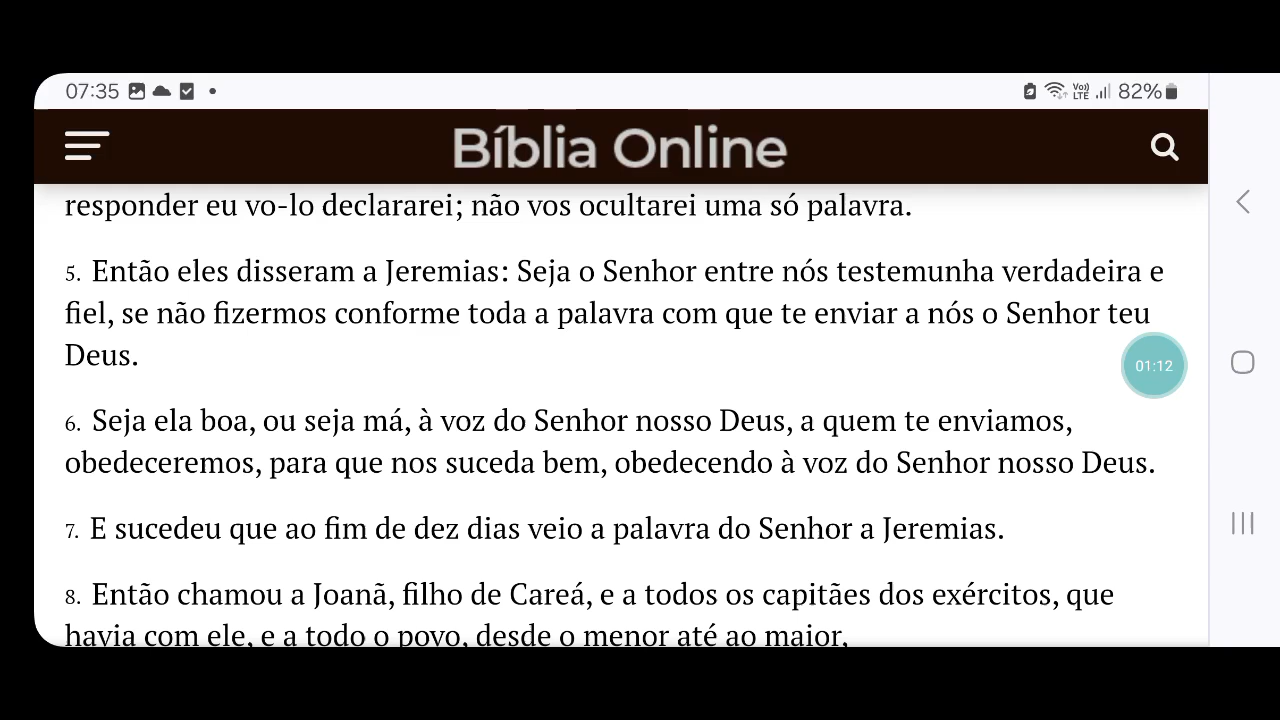 07:35
Vo)) LTE 82%
Bíblia Online
responder eu vo-lo declararei; não vos ocultarei uma só palavra.
5. Então eles disseram a Jeremias: Seja o Senhor entre nós testemunha verdadeira e
fiel, se não fizermos conforme toda a palavra com que te enviar a nós o Senhor teu
Deus.
01:12
6. Seja ela boa, ou seja má, à voz do Senhor nosso Deus, a quem te enviamos,
obedeceremos, para que nos suceda bem, obedecendo à voz do Senhor nosso Deus.
7. E sucedeu que ao fim de dez dias veio a palavra do Senhor a Jeremias.
8. Então chamou a Joanã, filho de Careá, e a todos os capitães dos exércitos, que
havia com ele, e a todo o povo, desde o menor até ao maior,